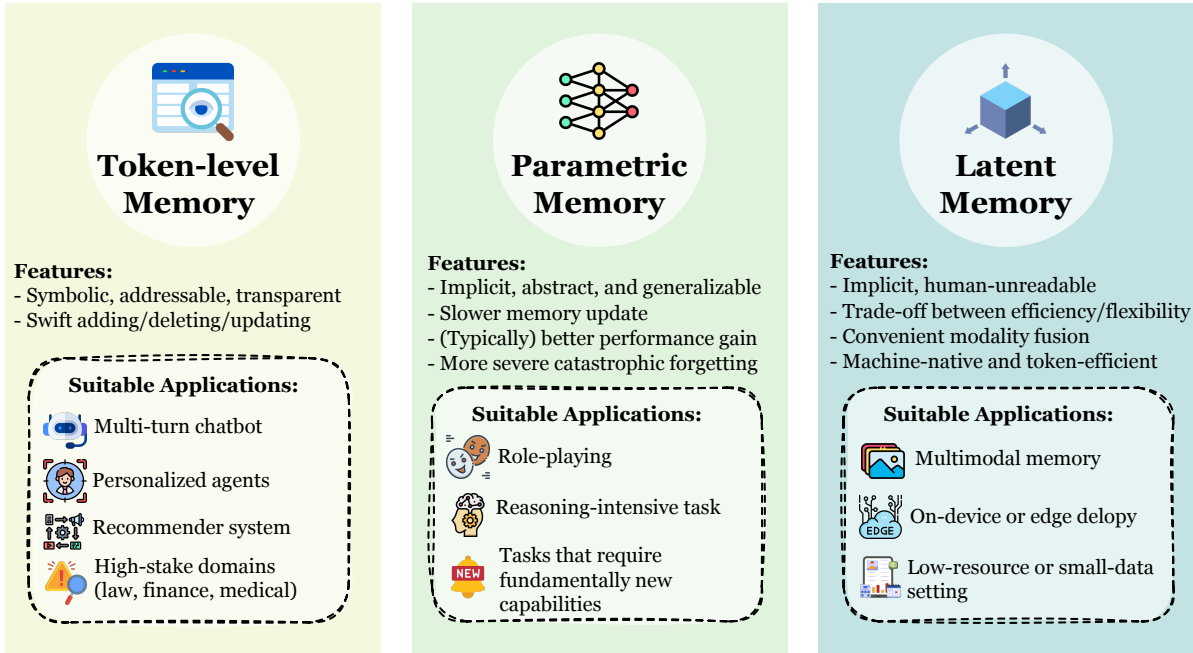 Token-level
Memory
Features:
- Symbolic, addressable, transparent
- Swift adding/deleting/updating
Suitable Applications:
Multi-turn chatbot
Personalized agents
Recommender system
High-stake domains
(law, finance, medical)
Parametric
Memory
Features:
- Implicit, abstract, and generalizable
- Slower memory update
- (Typically) better performance gain
- More severe catastrophic forgetting
Suitable Applications:
Role-playing
Reasoning-intensive task
NEW
Tasks that require
fundamentally new
capabilities
Latent
Memory
Features:
- Implicit, human-unreadable
- Trade-off between efficiency/flexibility
- Convenient modality fusion
- Machine-native and token-efficient
Suitable Applications:
Multimodal memory
EDGE
On-device or edge delopy
Low-resource or small-data
setting